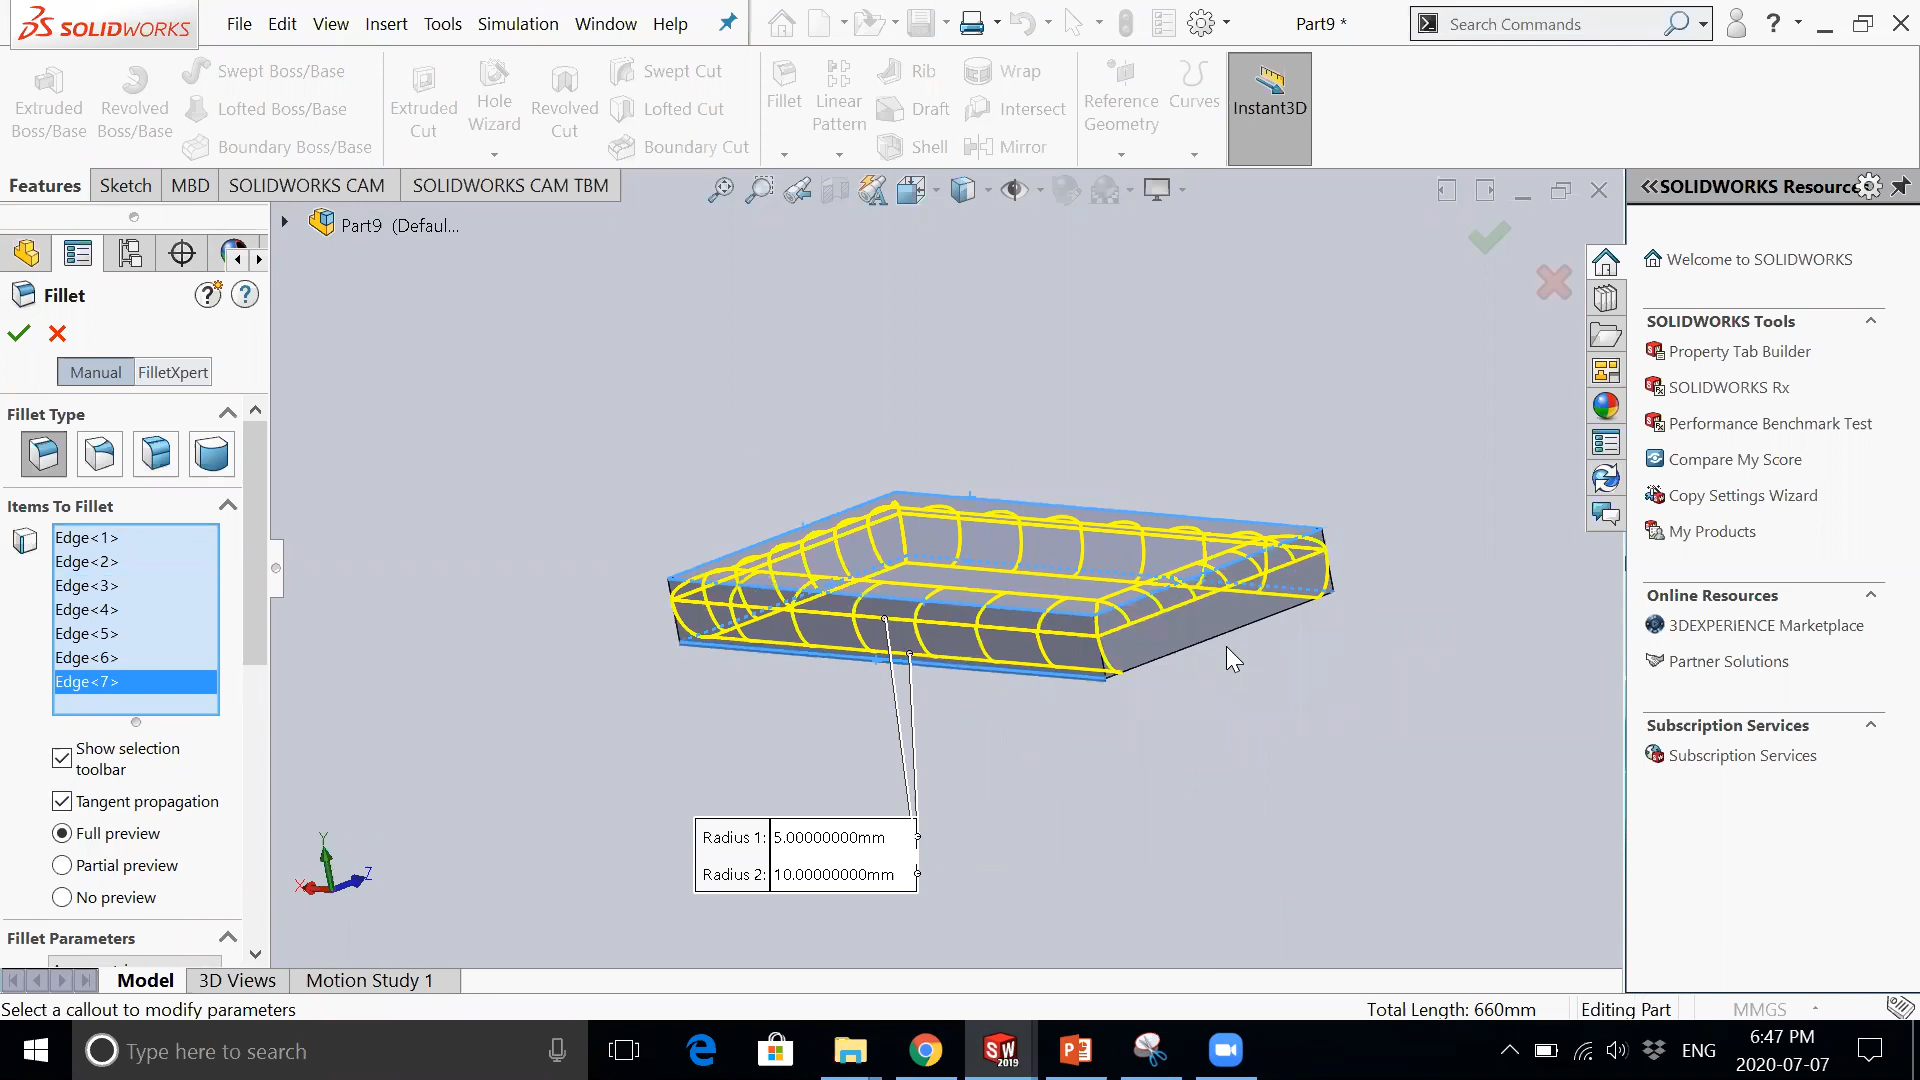 SOLIDWORKS
File Edit View Insert Tools Simulation Window Help
Part9 *
Search Commands
?
Extruded Boss/Base
Revolved Boss/Base
Swept Boss/Base
Lofted Boss/Base
Boundary Boss/Base
Extruded Cut
Hole Wizard
Revolved Cut
Swept Cut
Lofted Cut
Boundary Cut
Fillet
Linear Pattern
Rib
Draft
Shell
Wrap
Intersect
Mirror
Reference Geometry
Curves
Instant3D
Features Sketch MBD SOLIDWORKS CAM SOLIDWORKS CAM TBM
Part9 (Defaul...
Fillet
Manual FilletXpert
Fillet Type
Items To Fillet
Edge<1>
Edge<2>
Edge<3>
Edge<4>
Edge<5>
Edge<6>
Edge<7>
Show selection
toolbar
Tangent propagation
Full preview
Partial preview
No preview
Fillet Parameters
Radius 1: 5.00000000mm
Radius 2: 10.00000000mm
Y
X
Z
SOLIDWORKS Resource
Welcome to SOLIDWORKS
SOLIDWORKS Tools
Property Tab Builder
SOLIDWORKS Rx
Performance Benchmark Test
Compare My Score
Copy Settings Wizard
My Products
Online Resources
3DEXPERIENCE Marketplace
Partner Solutions
Subscription Services
Subscription Services
Model 3D Views Motion Study 1
Select a callout to modify parameters
Total Length: 660mm Editing Part MMGS
Type here to search
SW
2019
ENG
6:47 PM
2020-07-07